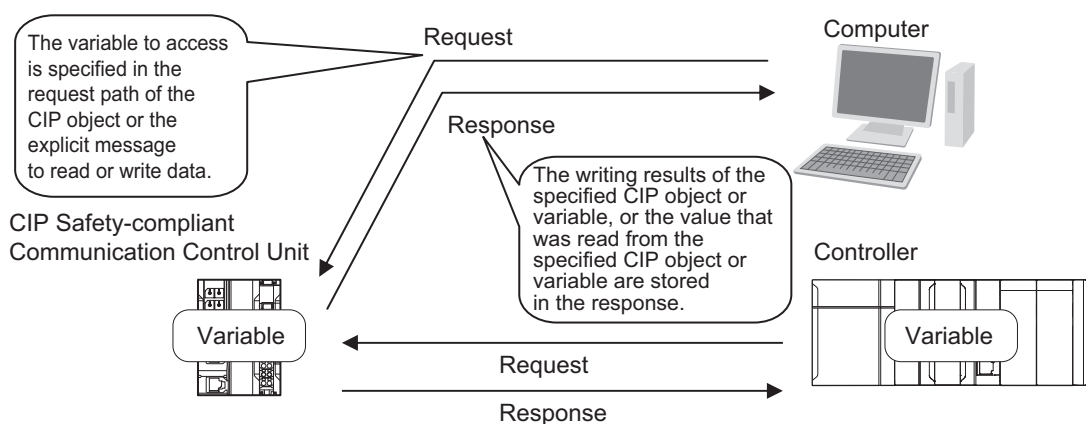 The variable to access
is specified in the
request path of the
CIP object or the
explicit message
to read or write data.
Request
Computer
Response
The writing results of the
specified CIP object or
variable, or the value that
was read from the
specified CIP object or
variable are stored
in the response.
CIP Safety-compliant
Communication Control Unit
Controller
Variable
Variable
Request
Response